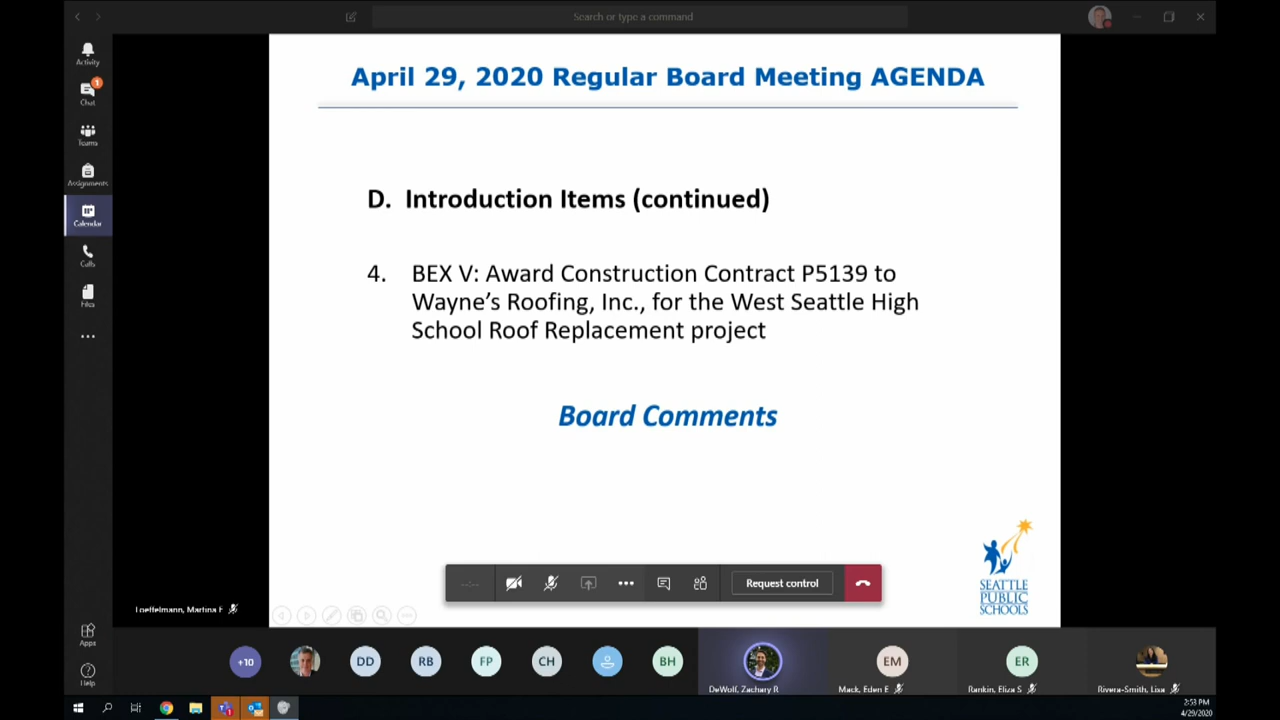 Search or type a command
Activity
1
Chat
Teams
Assignments
Calendar
Calls
Files
April 29, 2020 Regular Board Meeting AGENDA
D. Introduction Items (continued)
4. BEX V: Award Construction Contract P5139 to
Wayne's Roofing, Inc., for the West Seattle High
School Roof Replacement project
Board Comments
SEATTLE
PUBLIC
SCHOOLS
Request control
Loeffelmann, Martina F
Apps
Help
+10
DD
RB
FP
CH
BH
DeWolf, Zachary R
EM
Mack, Eden E
ER
Rankin, Eliza S
Rivera-Smith, Lisa
2:53 PM
4/29/2020